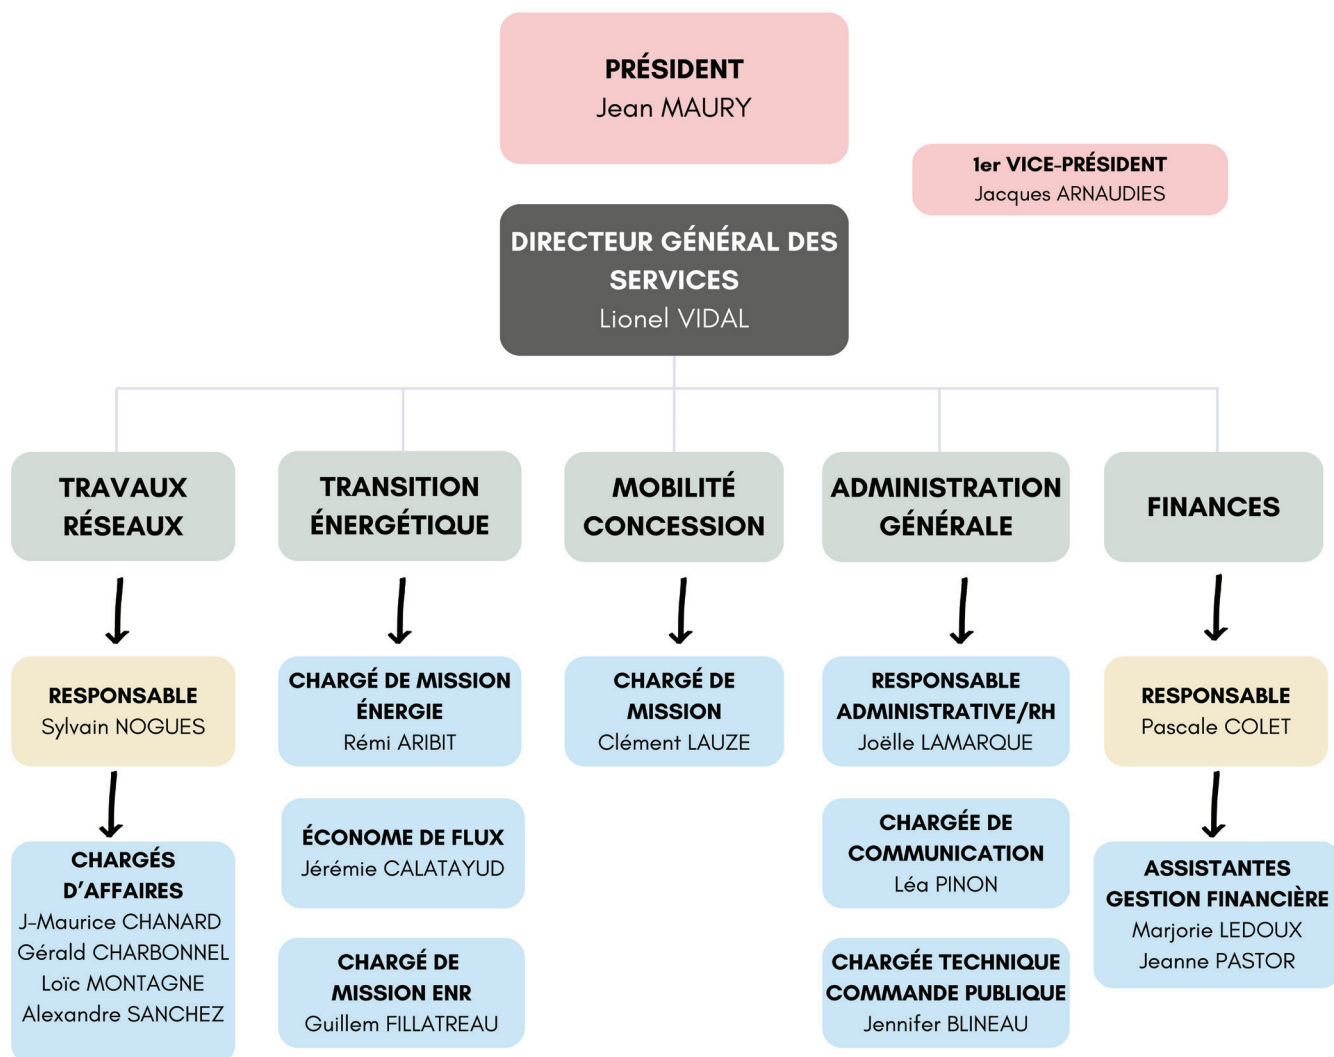 PRÉSIDENT
Jean MAURY
1er VICE-PRÉSIDENT
Jacques ARNAUDIES
DIRECTEUR GÉNÉRAL DES
SERVICES
Lionel VIDAL
TRAVAUX
RÉSEAUX
RESPONSABLE
Sylvain NOGUES
CHARGÉS
D'AFFAIRES
J-Maurice CHANARD
Gérald CHARBONNEL
Loïc MONTAGNE
Alexandre SANCHEZ
TRANSITION
ÉNERGÉTIQUE
CHARGÉ DE MISSION
ÉNERGIE
Rémi ARIBIT
ÉCONOME DE FLUX
Jérémie CALATAYUD
CHARGÉ DE
MISSION ENR
Guillem FILLATREAU
MOBILITÉ
CONCESSION
CHARGÉ DE
MISSION
Clément LAUZE
ADMINISTRATION
GÉNÉRALE
RESPONSABLE
ADMINISTRATIVE/RH
Joëlle LAMARQUE
CHARGÉE DE
COMMUNICATION
Léa PINON
CHARGÉE TECHNIQUE
COMMANDE PUBLIQUE
Jennifer BLINEAU
FINANCES
RESPONSABLE
Pascale COLET
ASSISTANTES
GESTION FINANCIÈRE
Marjorie LEDOUX
Jeanne PASTOR